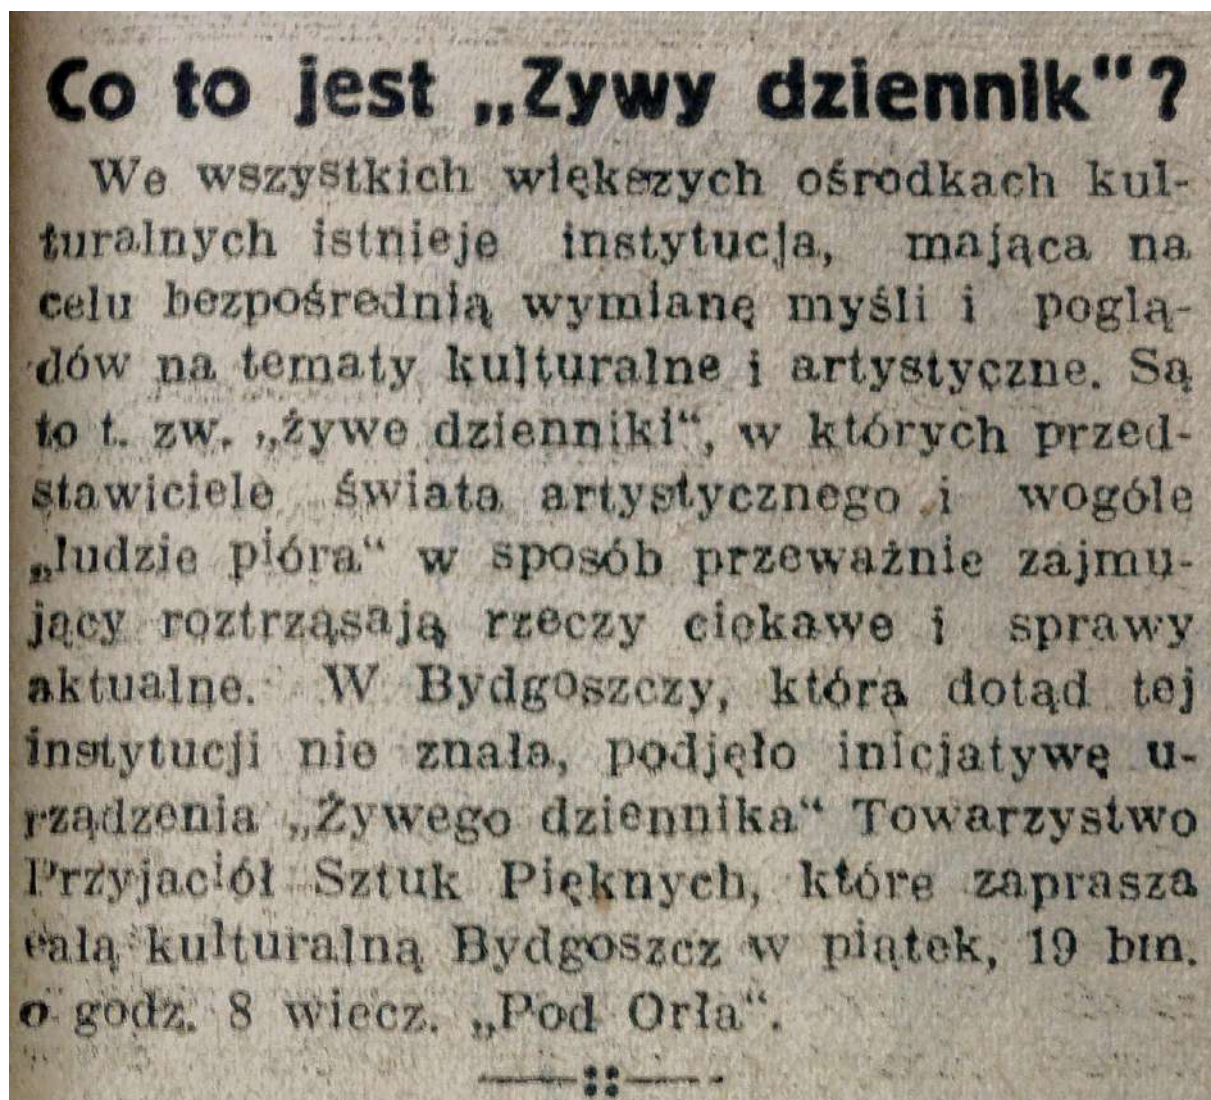 Co to jest „Zywy dziennik“?
We wszystkich większych ośrodkach kul-
turalnych istnieje instytucja, mająca na
celu bezpośrednią wymianę myśli i poglą-
dów na tematy kulturalne i artystyczne. Są
to t. zw. „żywe dzienniki“, w których przed-
stawiciele świata artystycznego i wogóle
„ludzie pióra“ w sposób przeważnie zajmu-
jący roztrząsają rzeczy ciekawe i sprawy
aktualne. W Bydgoszczy, która dotąd tej
instytucji nie znała, podjęło inicjatywę u-
rządzenia „Żywego dziennika“ Towarzystwo
Przyjaciół Sztuk Pięknych, które zaprasza
całą kulturalną Bydgoszcz w piątek, 19 btn.
o godz. 8 wiecz. „Pod Orła“.